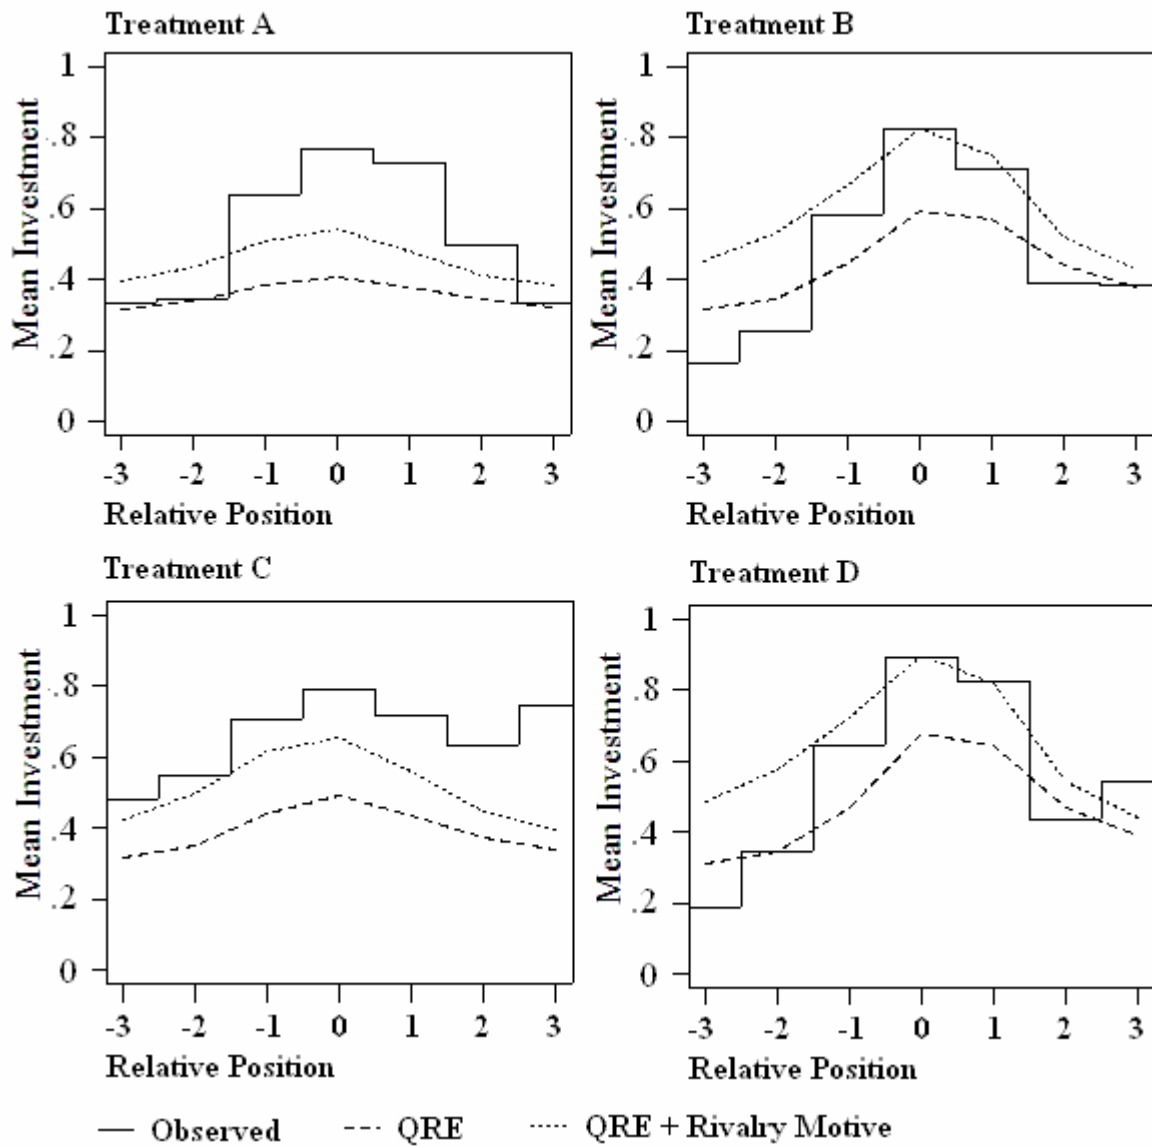 Treatment A
Mean Investment
1
.8
.6
.4
.2
0
-3 -2 -1 0 1 2 3
Relative Position
Treatment B
Mean Investment
1
.8
.6
.4
.2
0
-3 -2 -1 0 1 2 3
Relative Position
Treatment C
Mean Investment
1
.8
.6
.4
.2
0
-3 -2 -1 0 1 2 3
Relative Position
Treatment D
Mean Investment
1
.8
.6
.4
.2
0
-3 -2 -1 0 1 2 3
Relative Position
Observed QRE QRE + Rivalry Motive